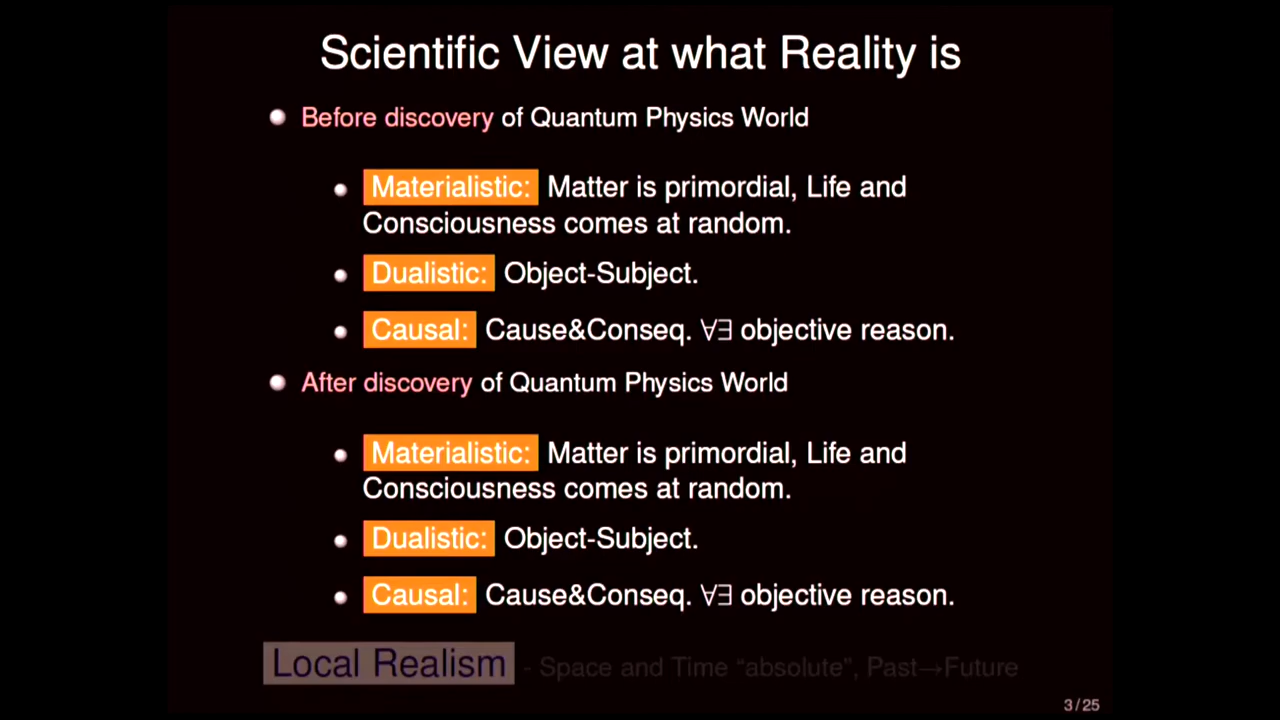 Scientific View at what Reality is
Before discovery of Quantum Physics World
Materialistic: Matter is primordial, Life and
Consciousness comes at random.
Dualistic: Object-Subject.
Causal: Cause&Conseq. ∀∃ objective reason.
After discovery of Quantum Physics World
Materialistic: Matter is primordial, Life and
Consciousness comes at random.
Dualistic: Object-Subject.
Causal: Cause&Conseq. ∀∃ objective reason.
Local Realism - Space and Time “absolute”, Past→Future
3/25